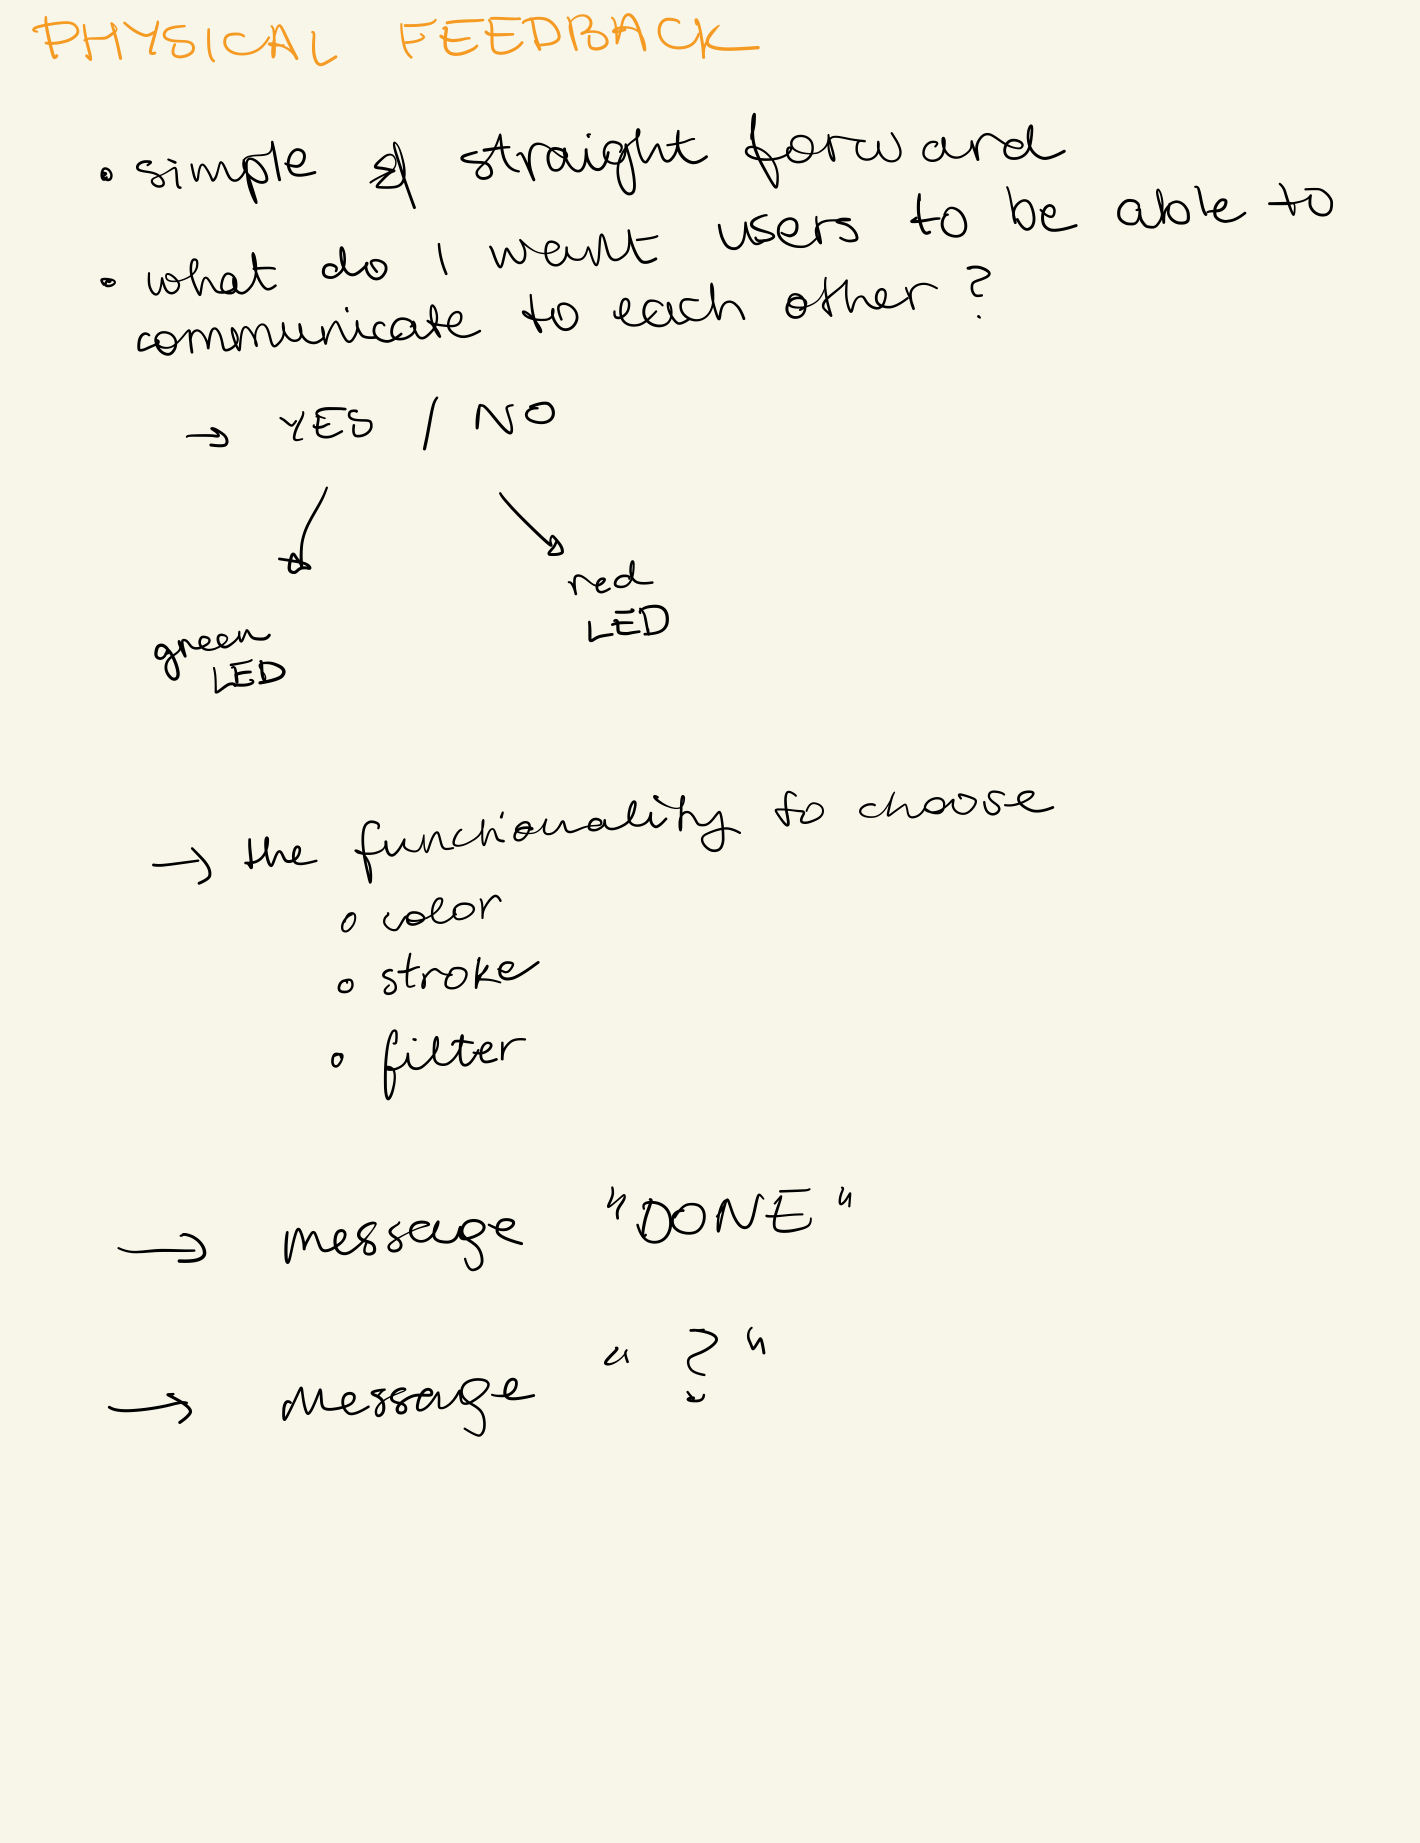 PHYSICAL FEEDBACK
• simple & straight forward
• what do I want users to be able to
communicate to each other?
→ YES / NO
red
LED
green
LED
→ the functionality to choose
• color
• stroke
• filter
→ message "DONE"
→ message "?"